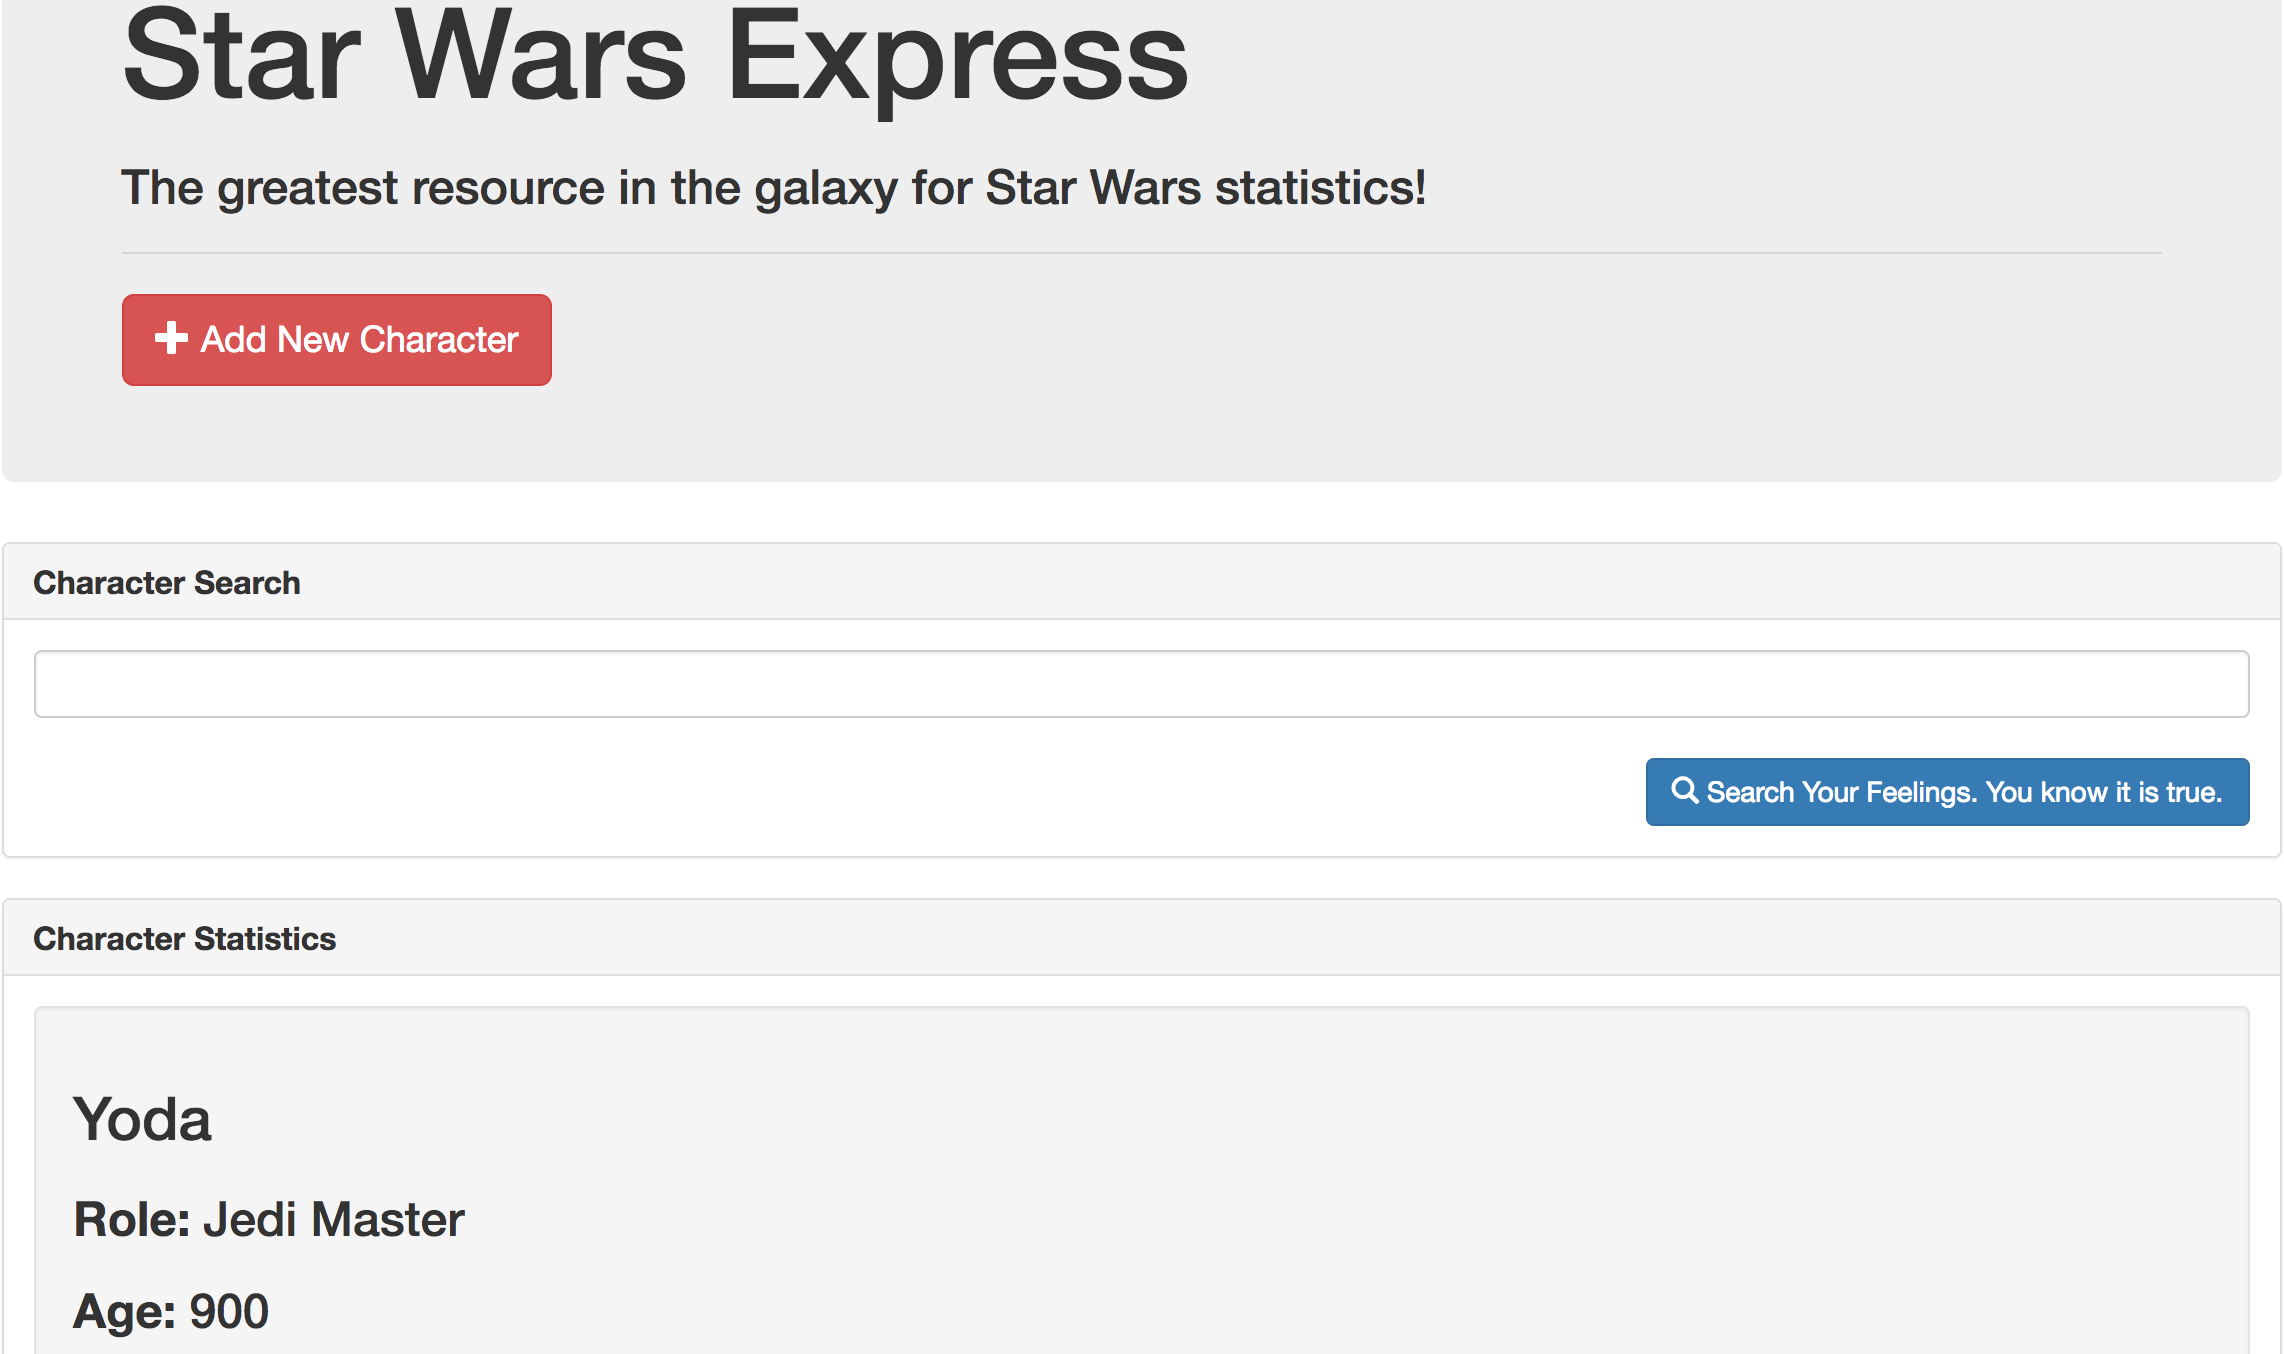 Star Wars Express
The greatest resource in the galaxy for Star Wars statistics!
Add New Character
Character Search
Search Your Feelings. You know it is true.
Character Statistics
Yoda
Role: Jedi Master
Age: 900